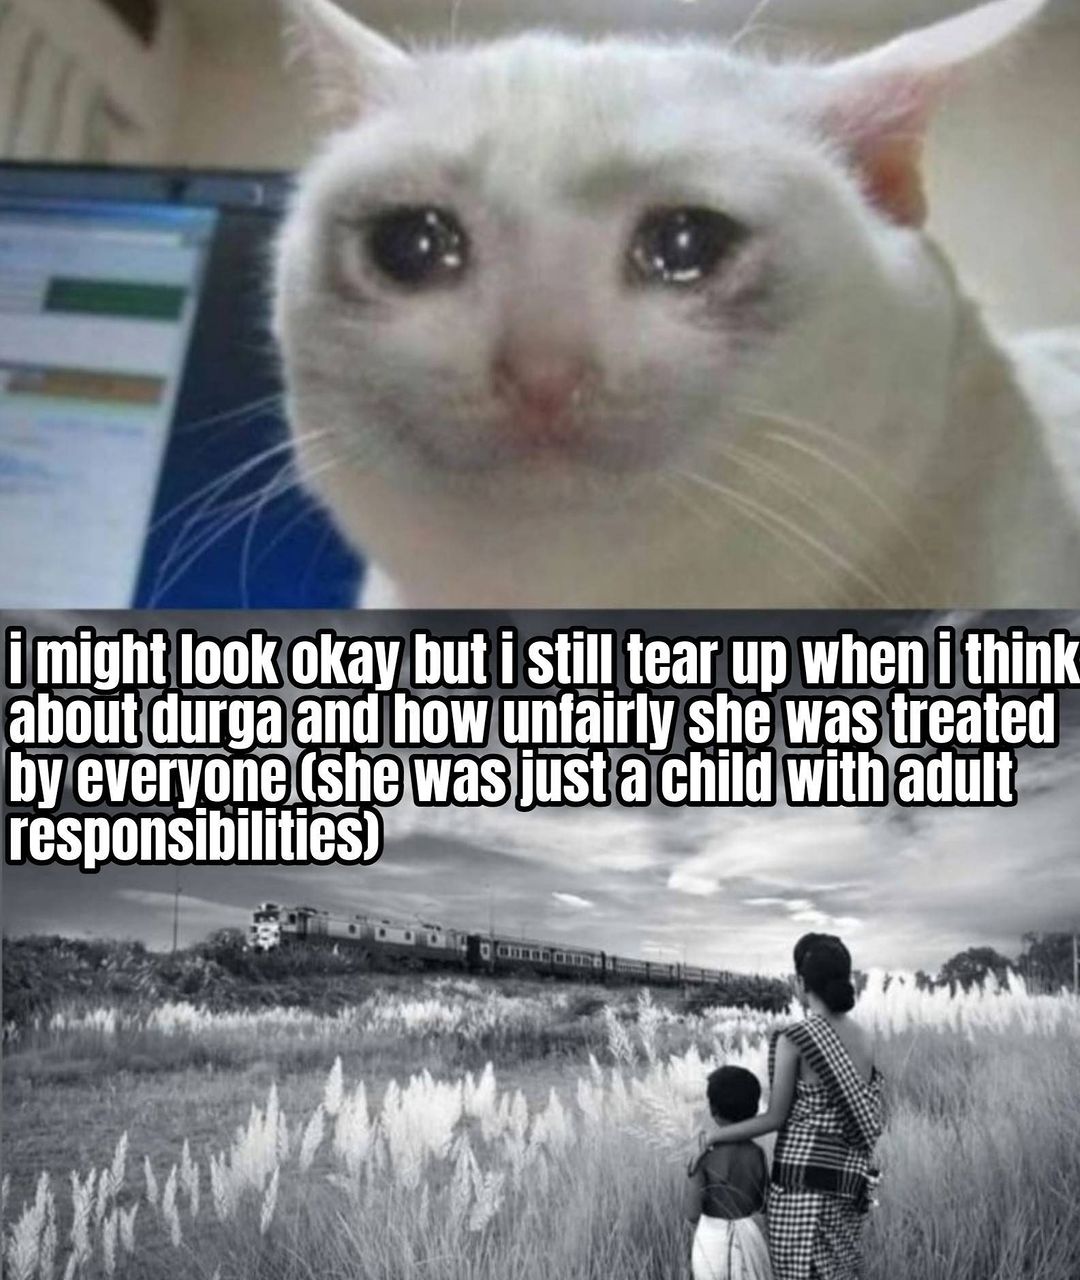 i might look okay but i still tear up when i think
about durga and how unfairly she was treated
by everyone (she was just a child with adult
responsibilities)